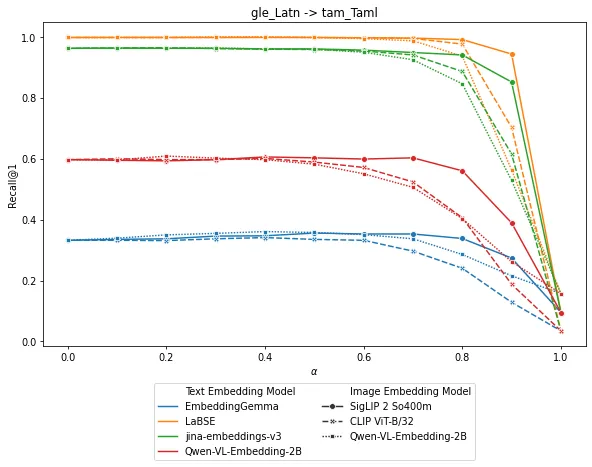 gle_Latn -> tam_Taml
Recall@1
1.0
0.8
0.6
0.4
0.2
0.0
0.0 0.2 0.4 0.6 0.8 1.0
α
Text Embedding Model
EmbeddingGemma
LaBSE
jina-embeddings-v3
Qwen-VL-Embedding-2B
Image Embedding Model
SigLIP 2 So400m
CLIP ViT-B/32
Qwen-VL-Embedding-2B